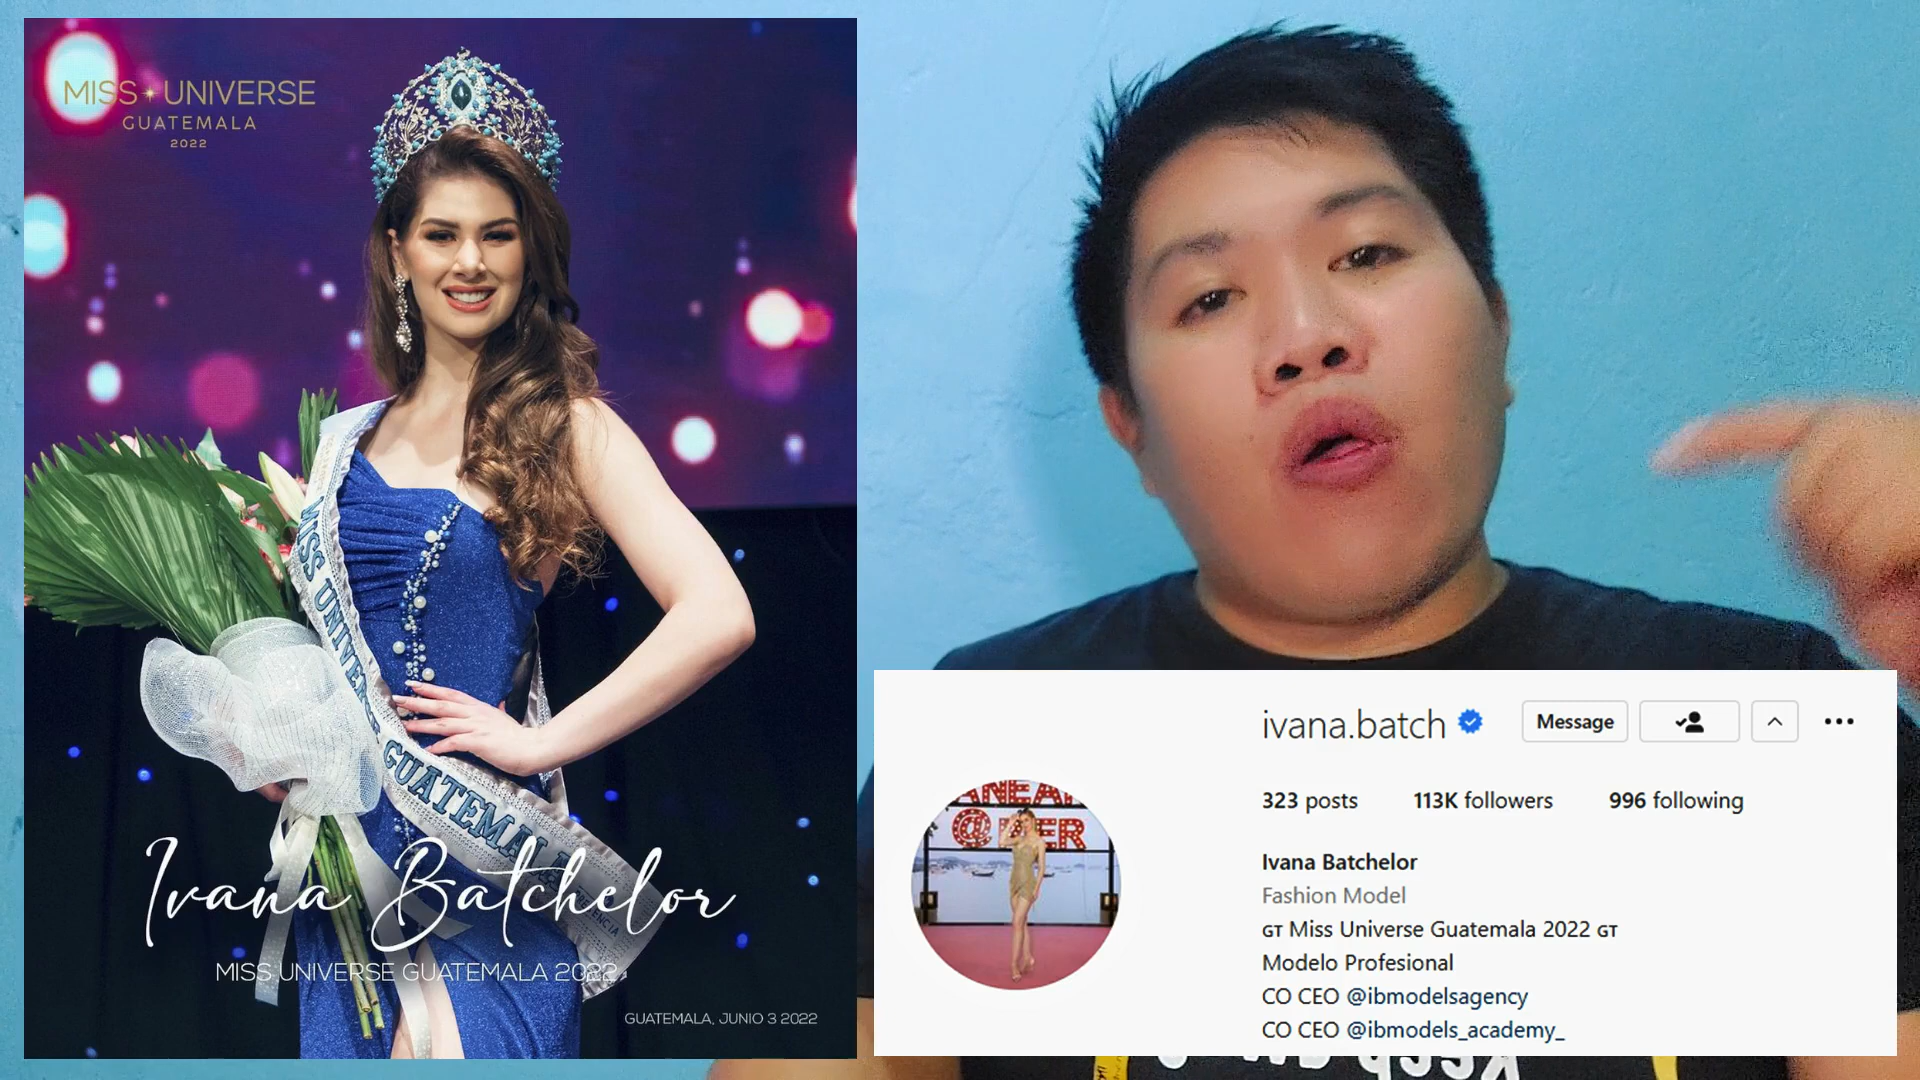 MISS UNIVERSE
GUATEMALA
2022
MISS UNIVERSE GUATEMALA
Ivana Batchelor
MISS UNIVERSE GUATEMALA 2022
GUATEMALA, JUNIO 3 2022
ivana.batch
Message
323 posts
113K followers
996 following
Ivana Batchelor
Fashion Model
GT Miss Universe Guatemala 2022 GT
Modelo Profesional
CO CEO @ibmodelsagency
CO CEO @ibmodels_academy_